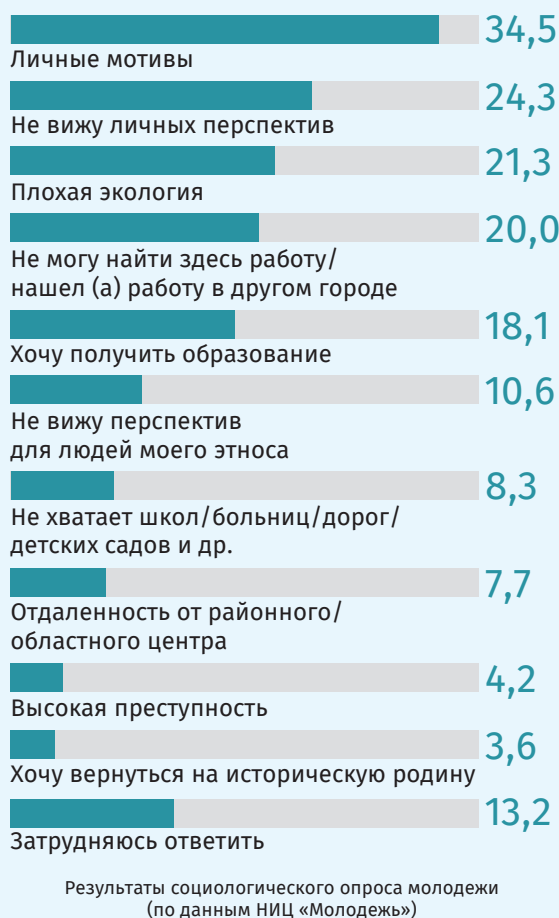 34,5
Личные мотивы
24,3
Не вижу личных перспектив
21,3
Плохая экология
20,0
Не могу найти здесь работу/
нашел (а) работу в другом городе
18,1
Хочу получить образование
10,6
Не вижу перспектив
для людей моего этноса
8,3
Не хватает школ/больниц/дорог/
детских садов и др.
7,7
Отдаленность от районного/
областного центра
4,2
Высокая преступность
3,6
Хочу вернуться на историческую родину
13,2
Затрудняюсь ответить
Результаты социологического опроса молодежи
(по данным НИЦ «Молодежь»)